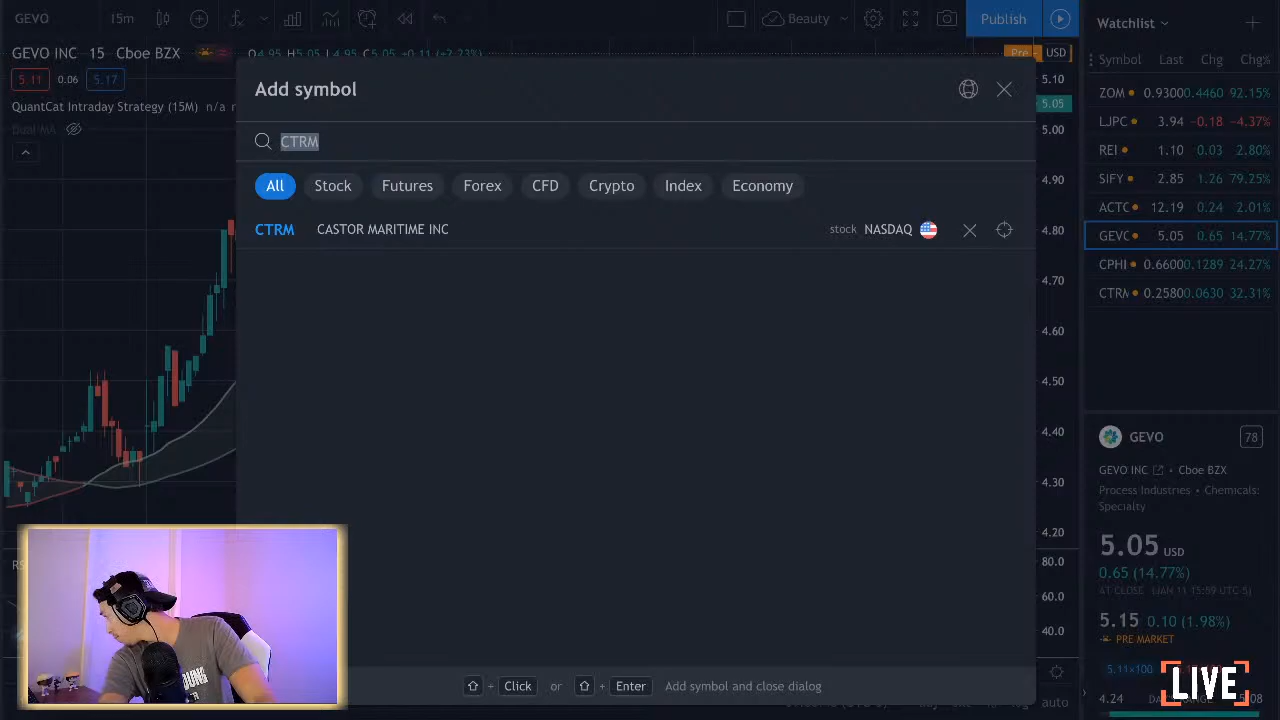 GEVO 15m Beauty Publish Watchlist
GEVO INC 15 Cboe BZX O4.95 H5.05 L4.95 C5.05 +0.11 (+2.23%) Pre USD
5.11 0.06 5.17
QuantCat Intraday Strategy (15M) n/a
Dual MA
Add symbol
CTRM
All Stock Futures Forex CFD Crypto Index Economy
CTRM CASTOR MARITIME INC stock NASDAQ
Click or Enter Add symbol and close dialog
5.10
5.05
5.00
4.90
4.80
4.70
4.60
4.50
4.40
4.30
4.20
80.0
60.0
40.0
auto
Symbol Last Chg Chg%
ZOM 0.9300 0.4460 92.15%
LJPC 3.94 -0.18 -4.37%
REI 1.10 0.03 2.80%
SIFY 2.85 1.26 79.25%
ACTC 12.19 0.24 2.01%
GEVO 5.05 0.65 14.77%
CPHI 0.6600 0.1289 24.27%
CTRM 0.2580 0.0630 32.31%
GEVO 78
GEVO INC • Cboe BZX
Process Industries • Chemicals:
Specialty
5.05 USD
0.65 (14.77%)
AT CLOSE (JAN 11 15:59 UTC-5)
5.15 0.10 (1.98%)
PRE MARKET
5.11×100
LIVE
4.24 5.08